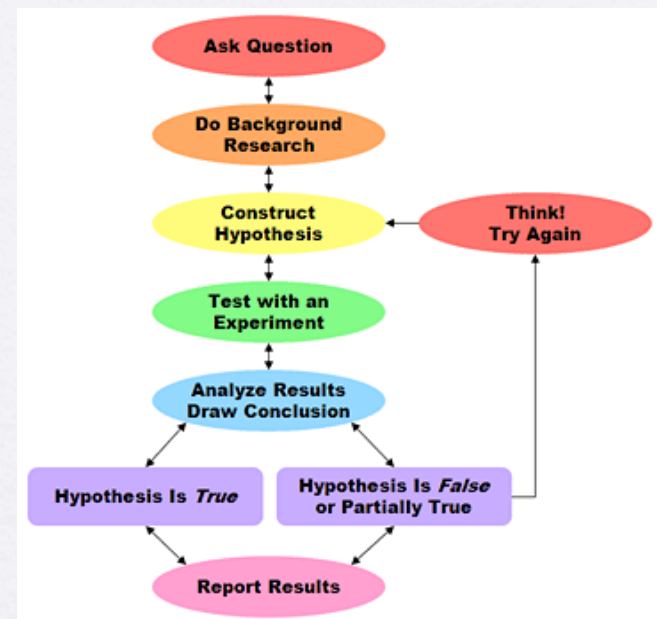 Ask Question
Do Background
Research
Construct
Hypothesis
Think!
Try Again
Test with an
Experiment
Analyze Results
Draw Conclusion
Hypothesis Is True
Hypothesis Is False
or Partially True
Report Results